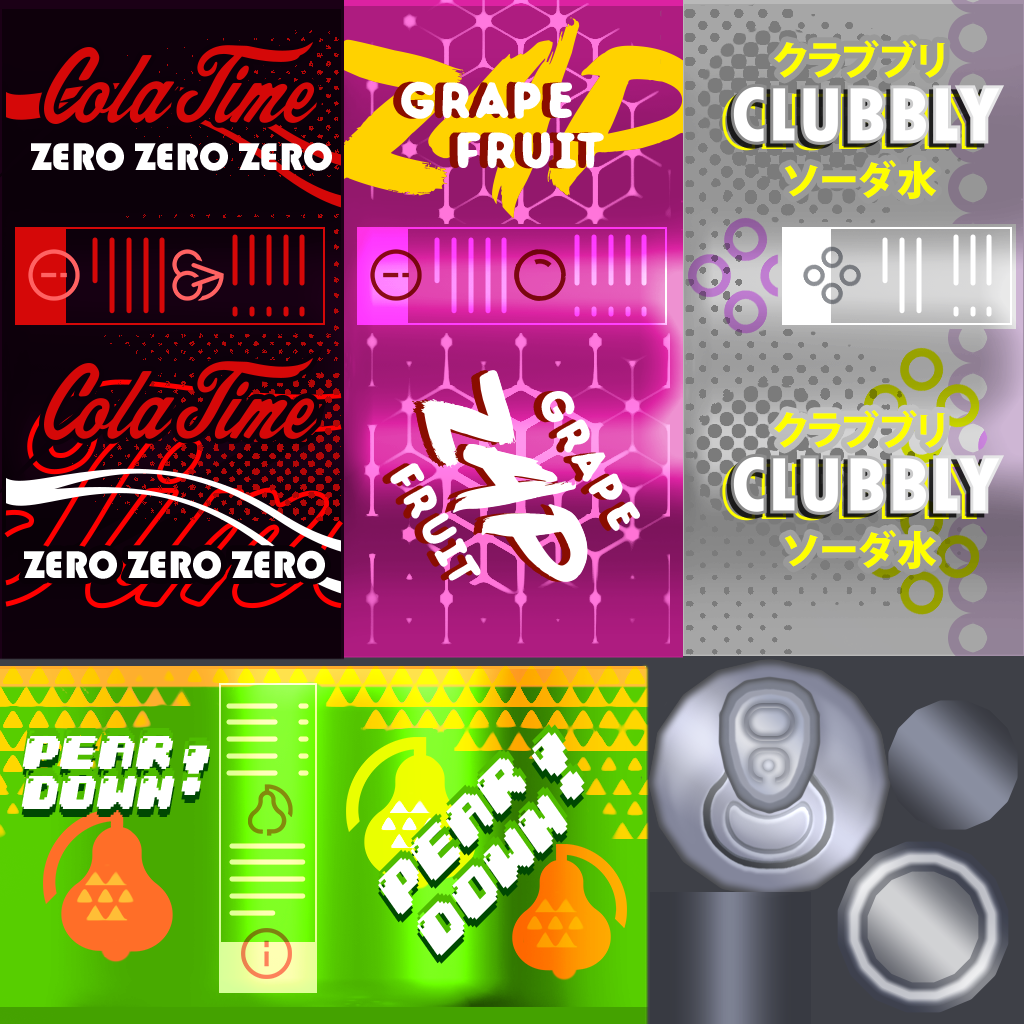 Cola Time
ZERO ZERO ZERO
Cola Time
ZERO ZERO ZERO
ZAP
GRAPE
FRUIT
ZAP
GRAPE
FRUIT
クラブブリ
CLUBBLY
ソーダ水
クラブブリ
CLUBBLY
ソーダ水
PEAR
DOWN!
PEAR
DOWN!